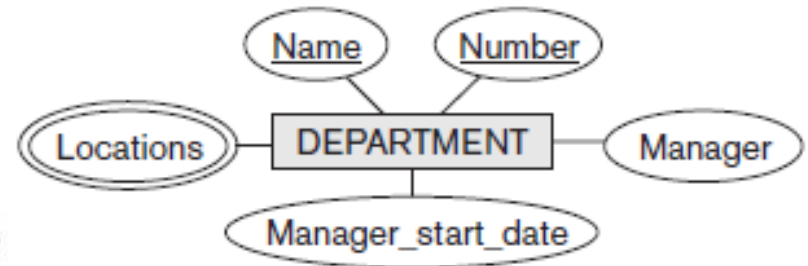 Name
Number
Locations
DEPARTMENT
Manager
Manager_start_date